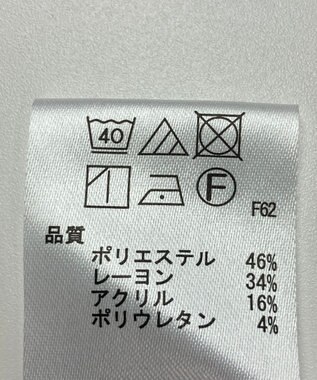 40
F
F62
品質
ポリエステル 46%
レーヨン 34%
アクリル 16%
ポリウレタン 4%